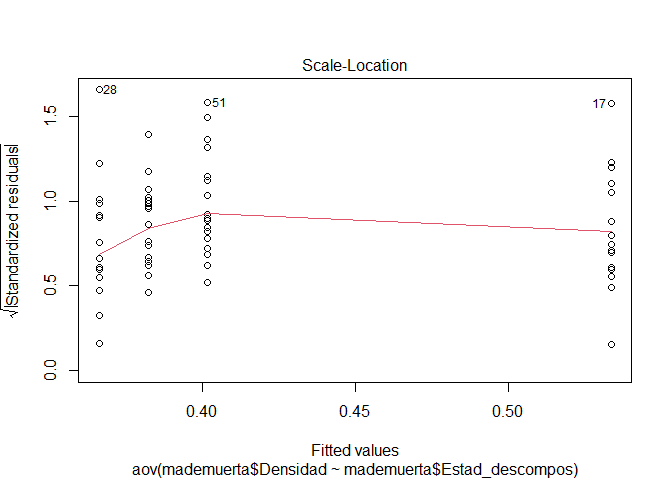 Scale-Location
28
51
17
√|Standardized residuals|
1.5
1.0
0.5
0.0
0.40
0.45
0.50
Fitted values
aov(mademuerta$Densidad ~ mademuerta$Estad_descompos)